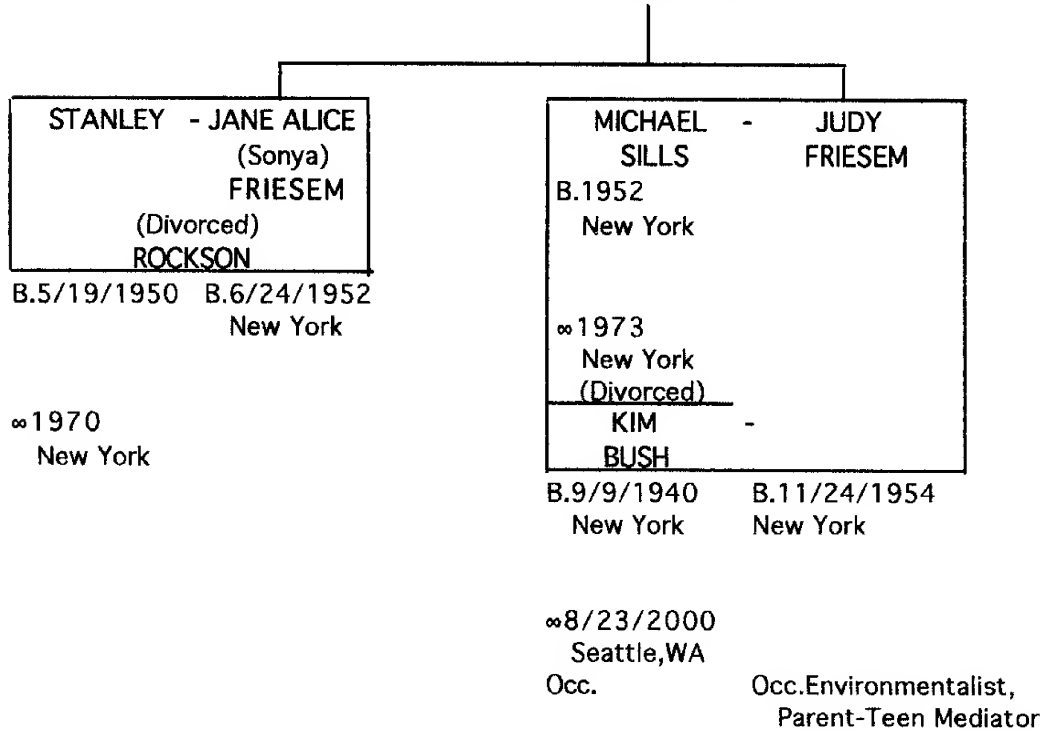 STANLEY - JANE ALICE
(Sonya)
FRIESEM
(Divorced)
ROCKSON
B.5/19/1950 B.6/24/1952
New York
∞1970
New York
MICHAEL - JUDY
SILLS FRIESEM
B.1952
New York
∞1973
New York
(Divorced)
KIM -
BUSH
B.9/9/1940 B.11/24/1954
New York New York
∞8/23/2000
Seattle,WA
Occ. Occ.Environmentalist,
Parent-Teen Mediator